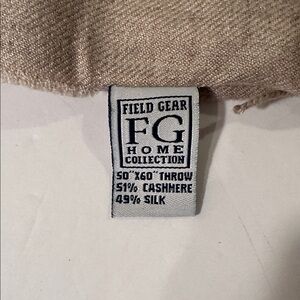 FIELD GEAR
FG
HOME
COLLECTION
50"X60" THROW
51% CASHMERE
49% SILK